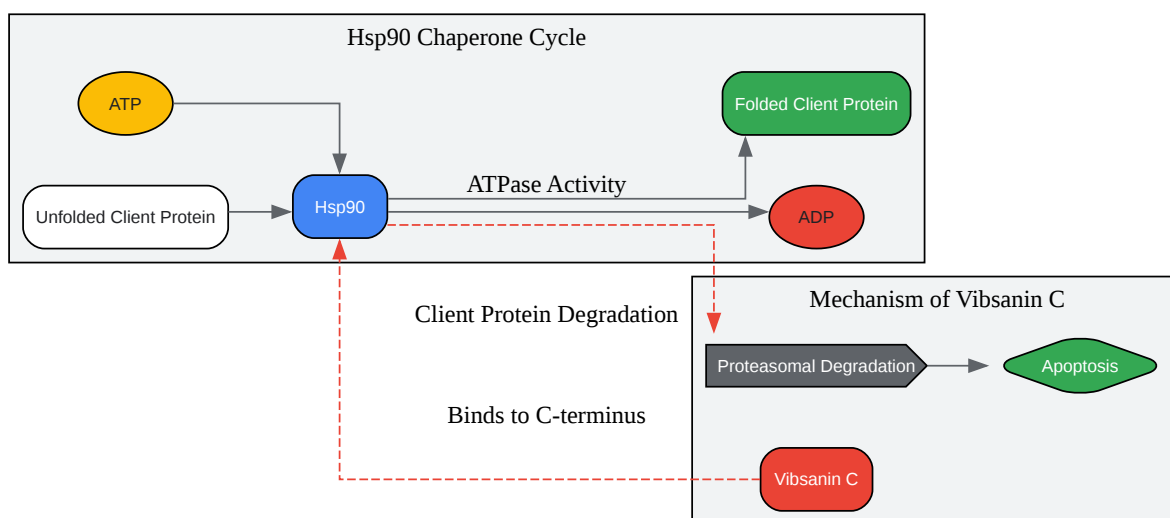 Hsp90 Chaperone Cycle
ATP
Folded Client Protein
ATPase Activity
Unfolded Client Protein
Hsp90
ADP
Mechanism of Vibsanin C
Client Protein Degradation
Proteasomal Degradation
Apoptosis
Binds to C-terminus
Vibsanin C